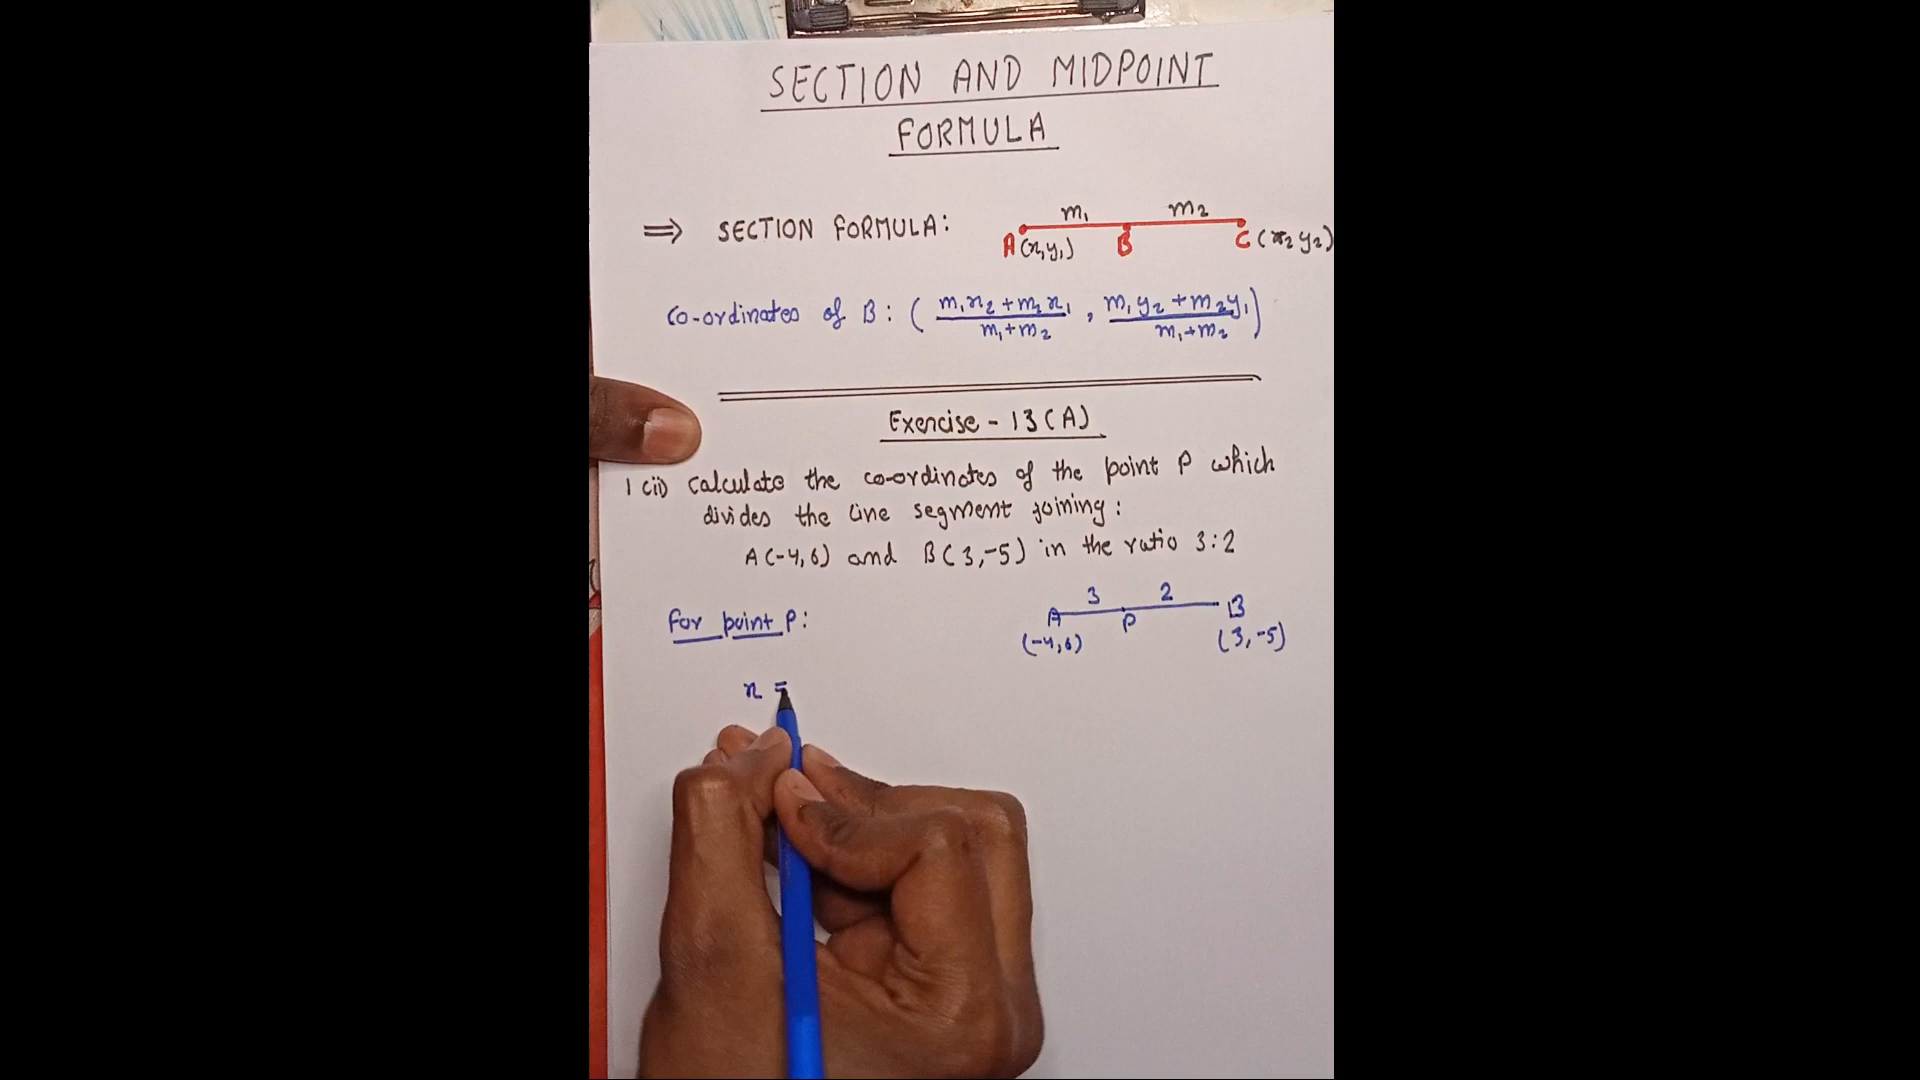 SECTION AND MIDPOINT
FORMULA
⇒ SECTION FORMULA:
m₁ m₂
A(x₁y₁) B C(x₂ y₂)
Co-ordinates of B: ( m₁x₂+m₂x₁ / m₁+m₂ , m₁y₂+m₂y₁ / m₁+m₂ )
Exercise - 13(A)
1 (ii) Calculate the co-ordinates of the point P which
divides the line segment joining:
A(-4,6) and B(3,-5) in the ratio 3:2
3 2
For point P: A P B
(-4,6) (3,-5)
x =